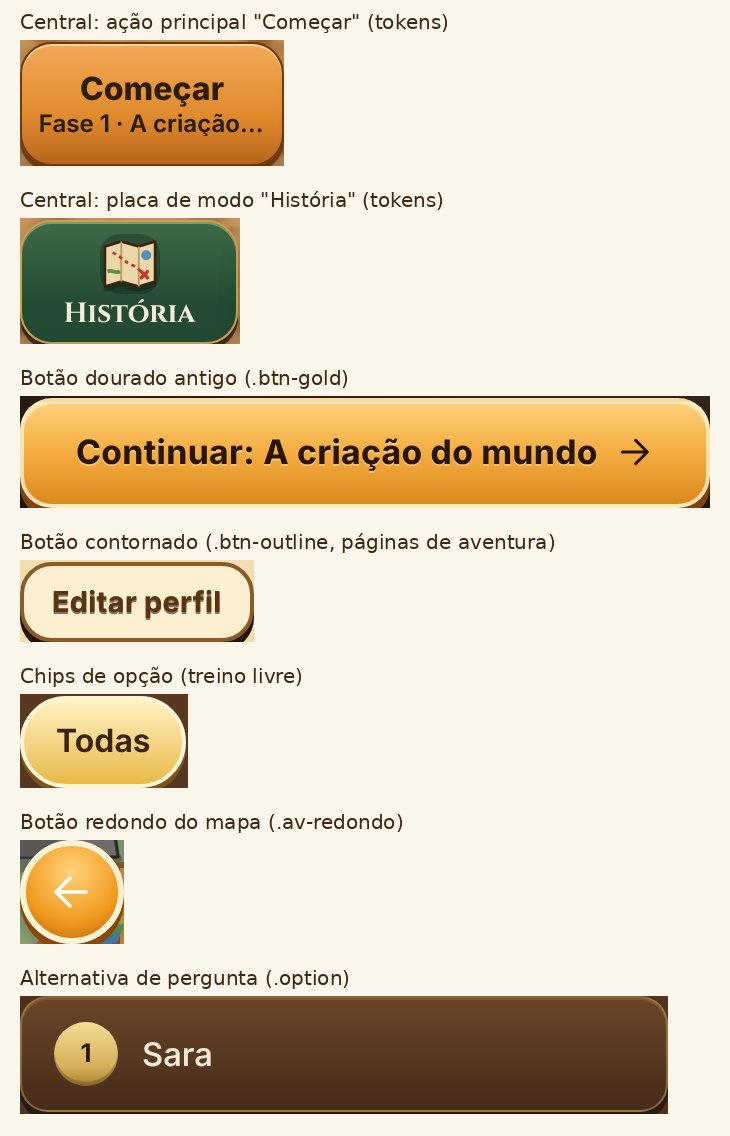 Central: ação principal "Começar" (tokens)
Começar
Fase 1 · A criação...
Central: placa de modo "História" (tokens)
História
Botão dourado antigo (.btn-gold)
Continuar: A criação do mundo →
Botão contornado (.btn-outline, páginas de aventura)
Editar perfil
Chips de opção (treino livre)
Todas
Botão redondo do mapa (.av-redondo)
Alternativa de pergunta (.option)
1 Sara